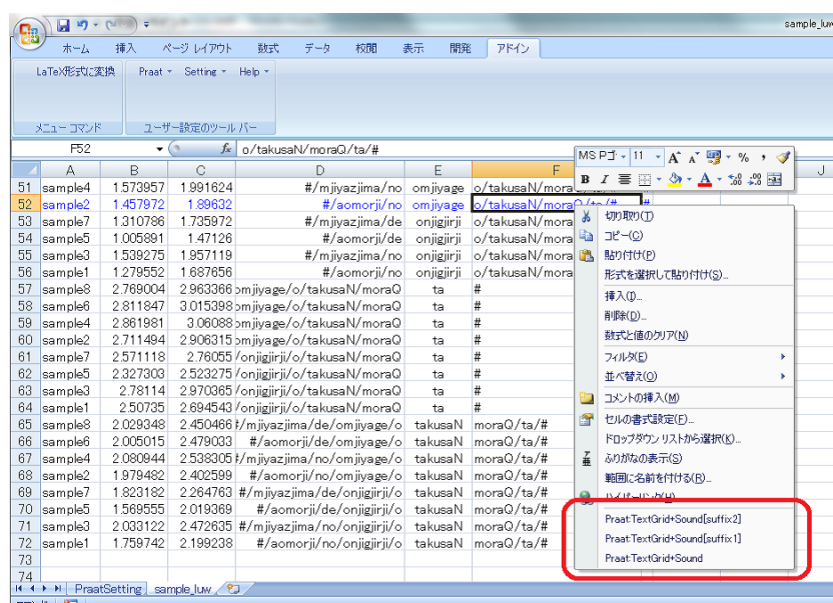 sample_luw
ホーム 挿入 ページ レイアウト 数式 データ 校閲 表示 開発 アドイン
LaTeX形式に変換 Praat Setting Help
メニュー コマンド ユーザー設定のツール バー
F52 fx o/takusaN/moraQ/ta/#
MS Pゴ 11 A A % ,
B I A
A B C D E F J
51 sample4 1.573957 1.991624 #/mjiyazjima/no omjiyage o/takusaN/mora
52 sample2 1.457972 1.89632 #/aomorji/no omjiyage o/takusaN/moraQ/ta/# #
53 sample7 1.310786 1.735972 #/mjiyazjima/de onjigjirji o/takusaN/mora
54 sample5 1.005891 1.47126 #/aomorji/de onjigjirji o/takusaN/mora
55 sample3 1.539275 1.957119 #/mjiyazjima/no onjigjirji o/takusaN/mora
56 sample1 1.279552 1.687656 #/aomorji/no onjigjirji o/takusaN/mora
57 sample8 2.769004 2.963366 omjiyage/o/takusaN/moraQ ta #
58 sample6 2.811847 3.015398 omjiyage/o/takusaN/moraQ ta #
59 sample4 2.861981 3.06088 omjiyage/o/takusaN/moraQ ta #
60 sample2 2.711494 2.906315 omjiyage/o/takusaN/moraQ ta #
61 sample7 2.571118 2.76055 /onjigjirji/o/takusaN/moraQ ta #
62 sample5 2.327303 2.523275 /onjigjirji/o/takusaN/moraQ ta #
63 sample3 2.78114 2.970365 /onjigjirji/o/takusaN/moraQ ta #
64 sample1 2.50735 2.694543 /onjigjirji/o/takusaN/moraQ ta #
65 sample8 2.029348 2.450466 #/mjiyazjima/de/omjiyage/o takusaN moraQ/ta/#
66 sample6 2.005015 2.479033 #/aomorji/de/omjiyage/o takusaN moraQ/ta/#
67 sample4 2.080944 2.538305 #/mjiyazjima/no/omjiyage/o takusaN moraQ/ta/#
68 sample2 1.979482 2.402599 #/aomorji/no/omjiyage/o takusaN moraQ/ta/#
69 sample7 1.823182 2.264763 #/mjiyazjima/de/onjigjirji/o takusaN moraQ/ta/#
70 sample5 1.569555 2.019369 #/aomorji/de/onjigjirji/o takusaN moraQ/ta/#
71 sample3 2.033122 2.472635 #/mjiyazjima/no/onjigjirji/o takusaN moraQ/ta/#
72 sample1 1.759742 2.199238 #/aomorji/no/onjigjirji/o takusaN moraQ/ta/#
73
74
切り取り(T)
コピー(C)
貼り付け(P)
形式を選択して貼り付け(S)...
挿入(I)...
削除(D)...
数式と値のクリア(N)
フィルタ(E)
並べ替え(O)
コメントの挿入(M)
セルの書式設定(F)...
ドロップダウン リストから選択(K)...
ふりがなの表示(S)
範囲に名前を付ける(R)...
ハイパーリンク(H)...
Praat:TextGrid+Sound[suffix2]
Praat:TextGrid+Sound[suffix1]
Praat:TextGrid+Sound
PraatSetting sample_luw